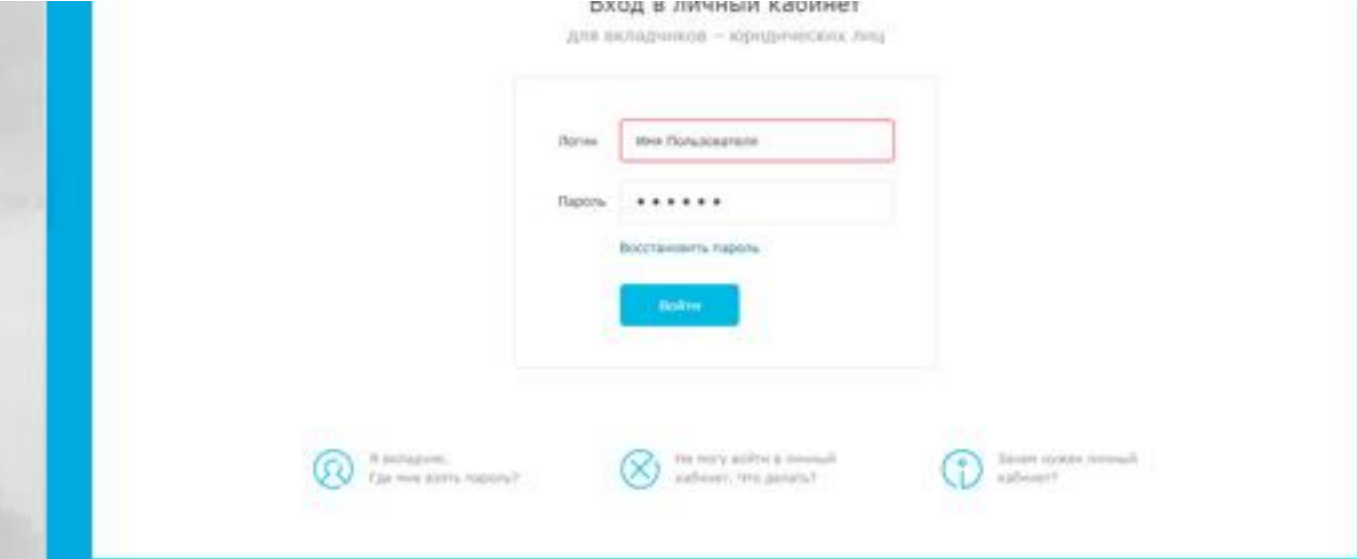 Вход в личный кабинет
для вкладчиков – юридических лиц
Логин
Имя Пользователя
Пароль
••••••
Восстановить пароль
Войти
Я вкладчик.
Где мне взять пароль?
Не могу войти в личный
кабинет. Что делать?
Зачем нужен личный
кабинет?